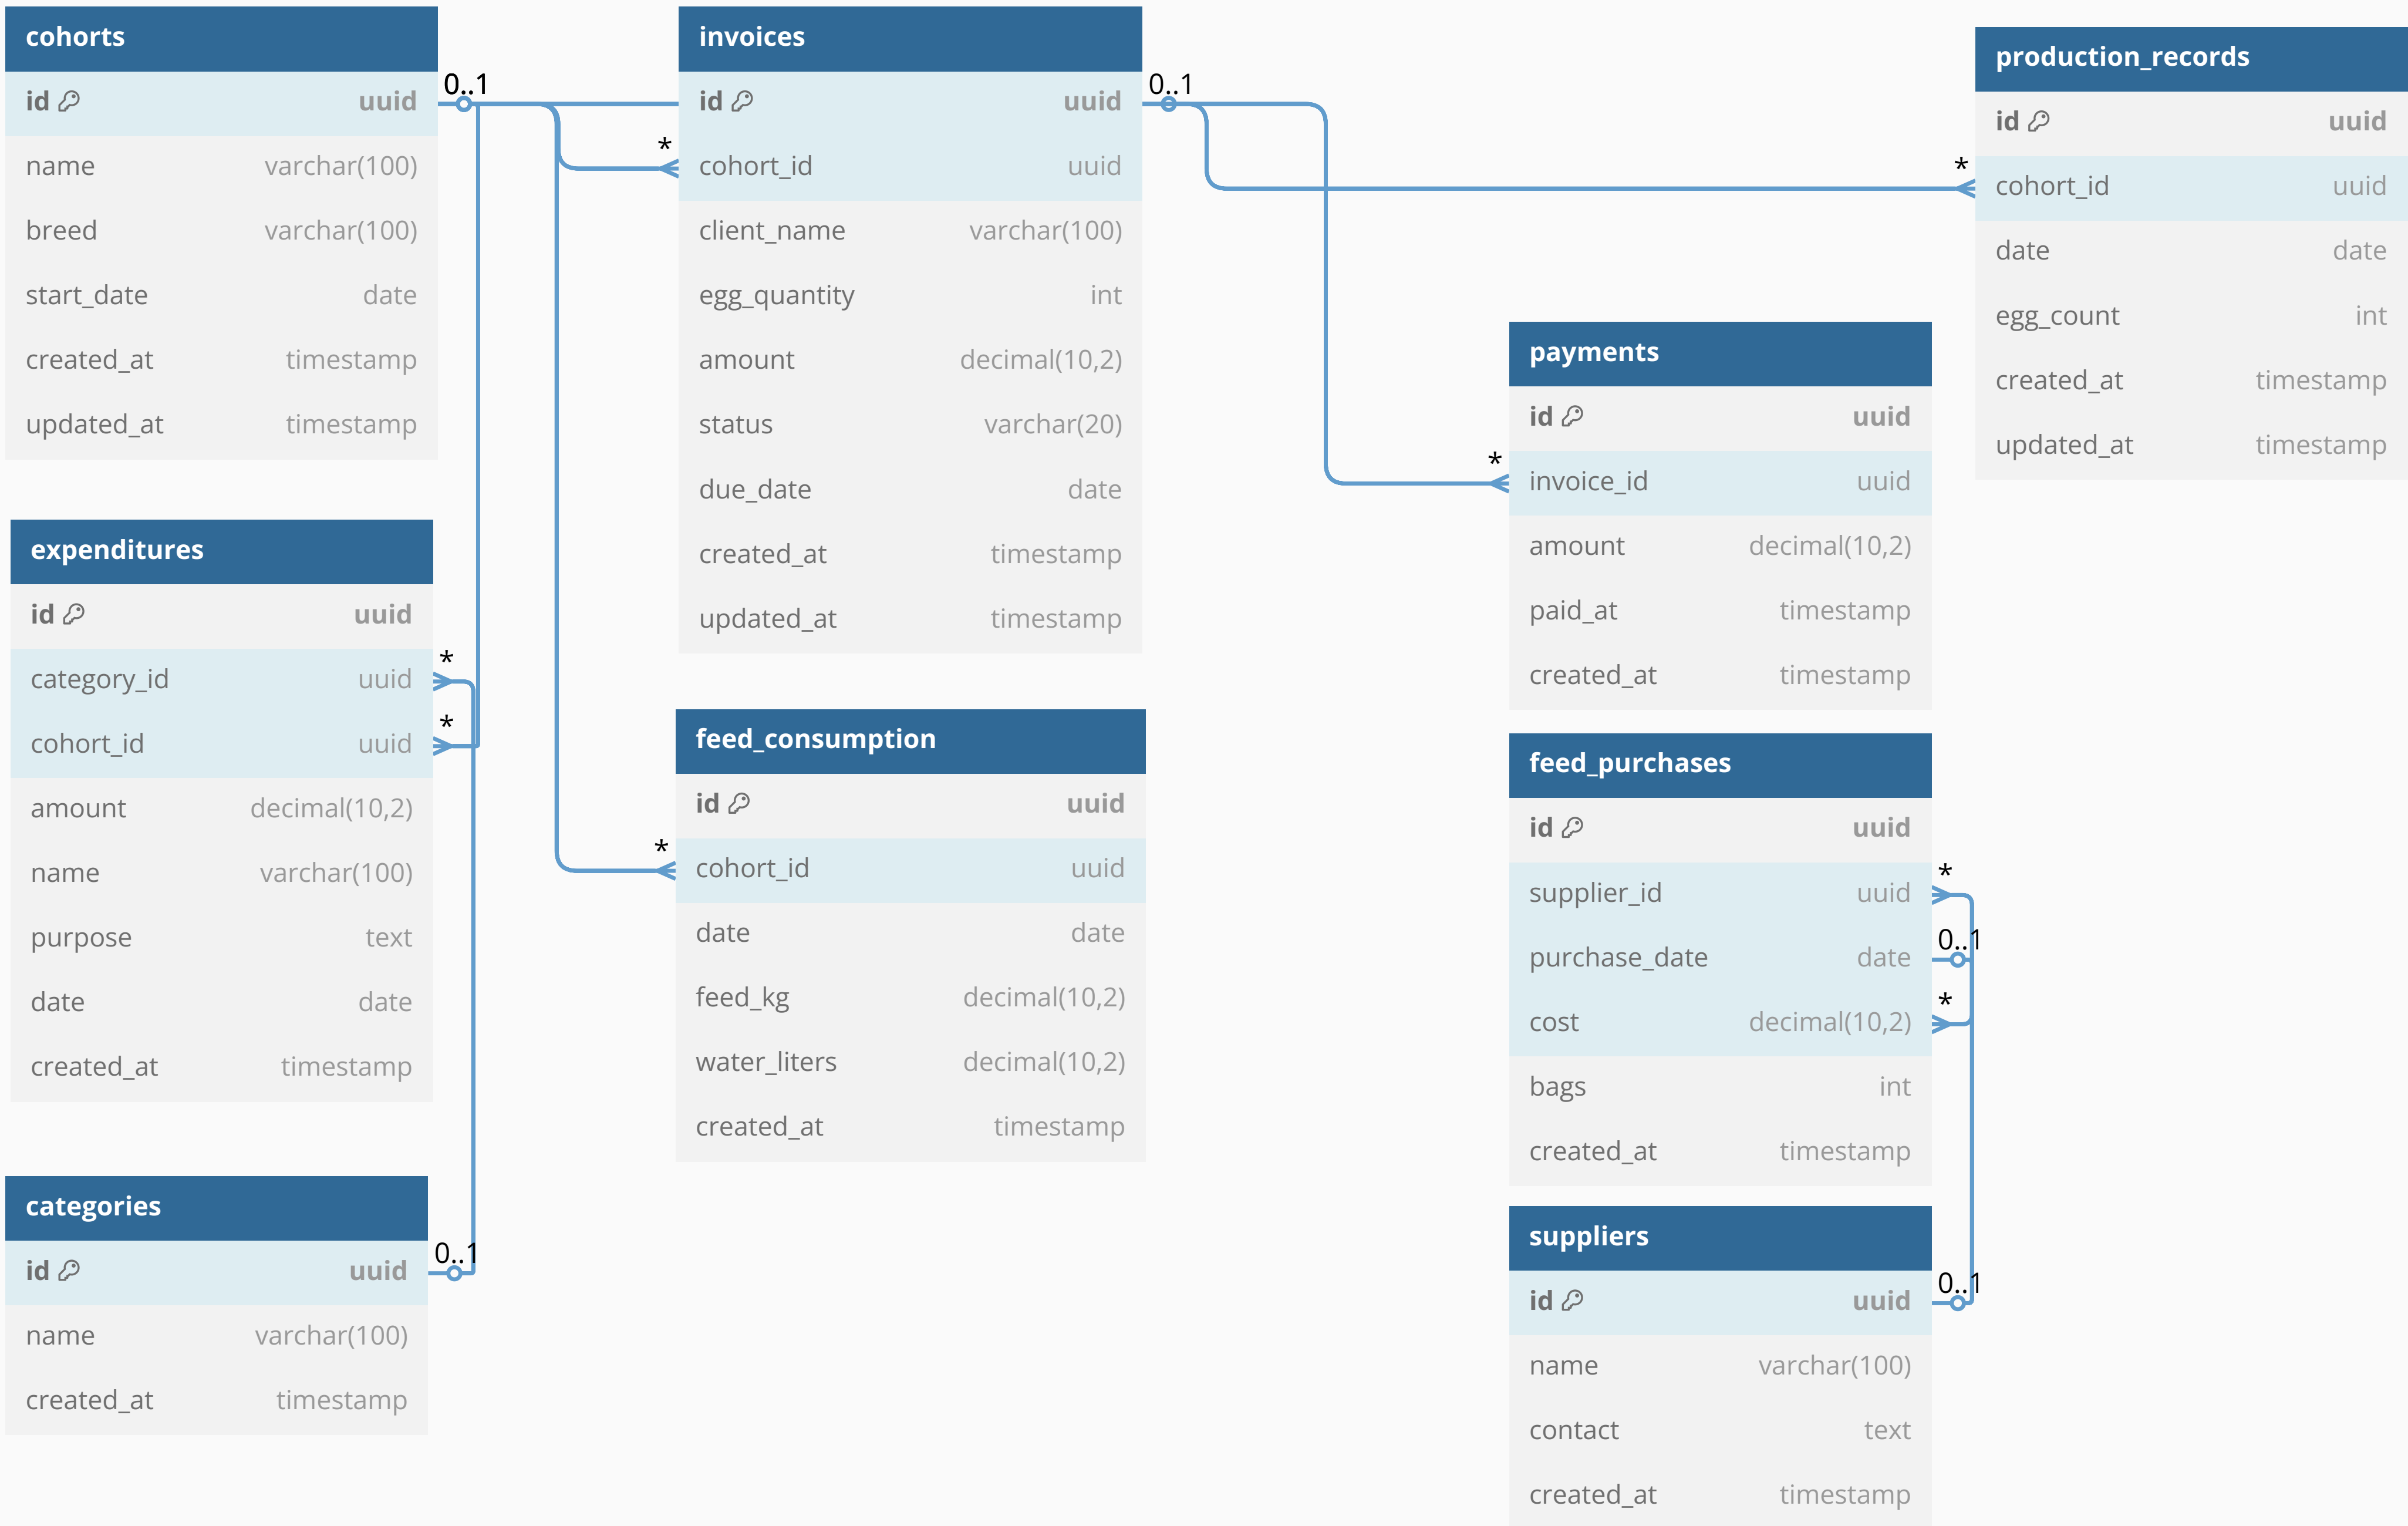 cohorts
id uuid
name varchar(100)
breed varchar(100)
start_date date
created_at timestamp
updated_at timestamp
0..1
invoices
id uuid
*
cohort_id uuid
client_name varchar(100)
egg_quantity int
amount decimal(10,2)
status varchar(20)
due_date date
created_at timestamp
updated_at timestamp
0..1
production_records
id uuid
*
cohort_id uuid
date date
egg_count int
created_at timestamp
updated_at timestamp
payments
id uuid
*
invoice_id uuid
amount decimal(10,2)
paid_at timestamp
created_at timestamp
expenditures
id uuid
*
category_id uuid
*
cohort_id uuid
amount decimal(10,2)
name varchar(100)
purpose text
date date
created_at timestamp
feed_consumption
id uuid
*
cohort_id uuid
date date
feed_kg decimal(10,2)
water_liters decimal(10,2)
created_at timestamp
feed_purchases
id uuid
*
supplier_id uuid
0..1
purchase_date date
*
cost decimal(10,2)
bags int
created_at timestamp
categories
0..1
id uuid
name varchar(100)
created_at timestamp
suppliers
0..1
id uuid
name varchar(100)
contact text
created_at timestamp